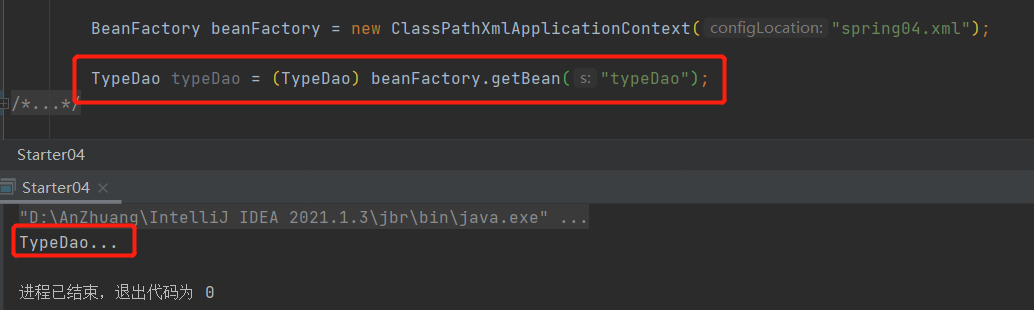 BeanFactory beanFactory = new ClassPathXmlApplicationContext( configLocation: "spring04.xml");
TypeDao typeDao = (TypeDao) beanFactory.getBean( s: "typeDao");
/*...*/
Starter04
Starter04 ×
"D:\AnZhuang\IntelliJ IDEA 2021.1.3\jbr\bin\java.exe" ...
TypeDao...
进程已结束，退出代码为 0